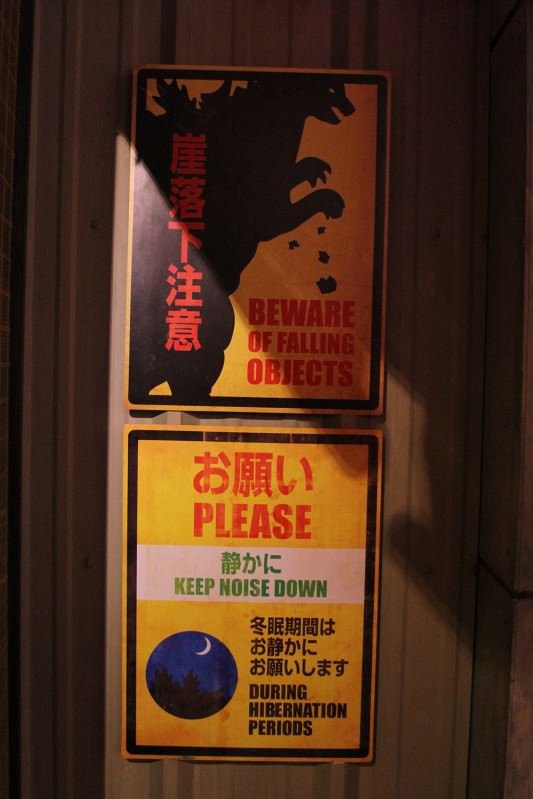 崖落下注意
BEWARE
OF FALLING
OBJECTS
お願い
PLEASE
静かに
KEEP NOISE DOWN
冬眠期間は
お静かに
お願いします
DURING
HIBERNATION
PERIODS